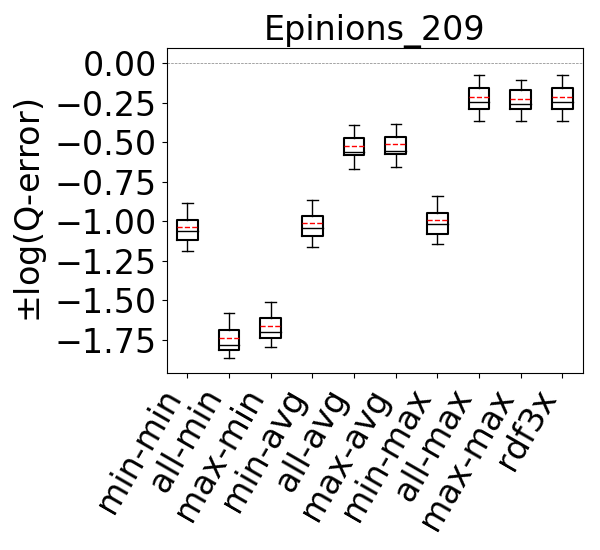 Epinions_209
±log(Q-error)
0.00
−0.25
−0.50
−0.75
−1.00
−1.25
−1.50
−1.75
min-min
all-min
max-min
min-avg
all-avg
max-avg
min-max
all-max
max-max
rdf3x